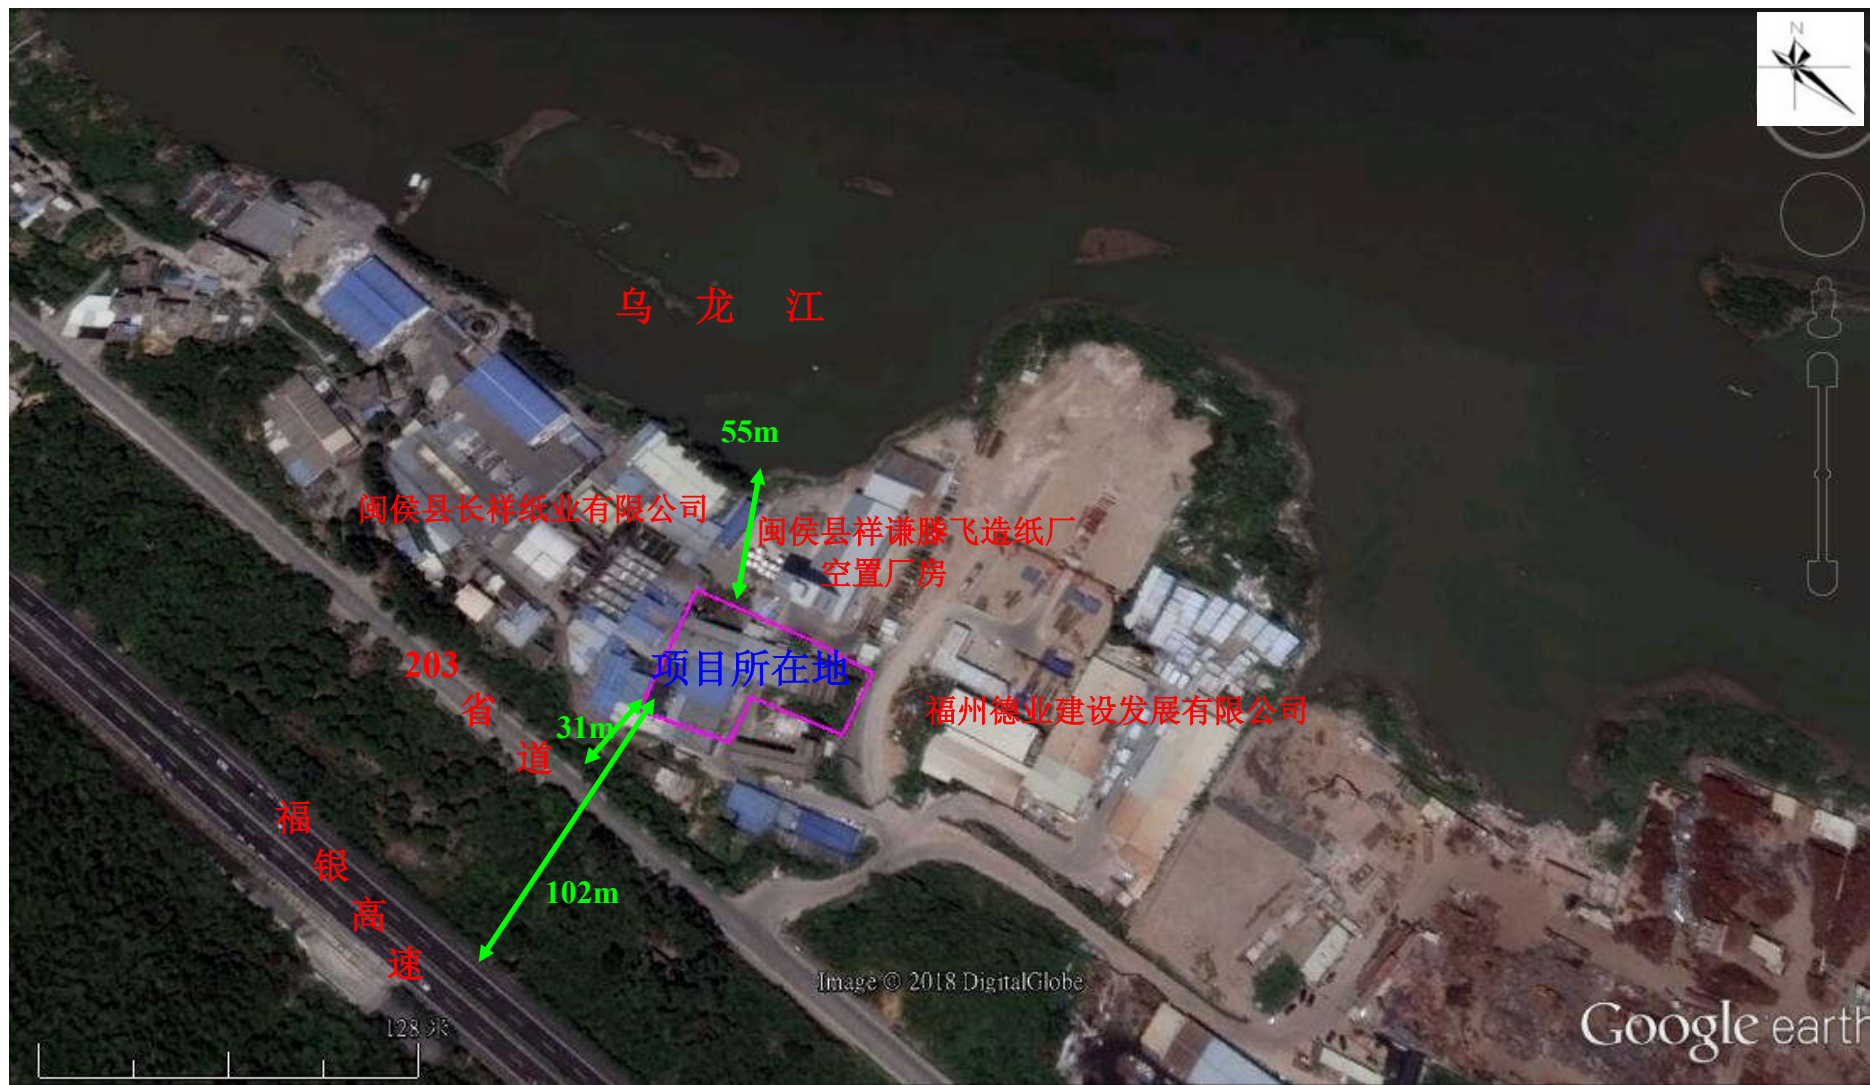 N
乌龙江
55m
闽侯县长祥纸业有限公司
闽侯县祥谦滕飞造纸厂
空置厂房
项目所在地
203
省
道
31m
福州德业建设发展有限公司
福
银
高
速
102m
Image © 2018 DigitalGlobe
128 米
Google earth